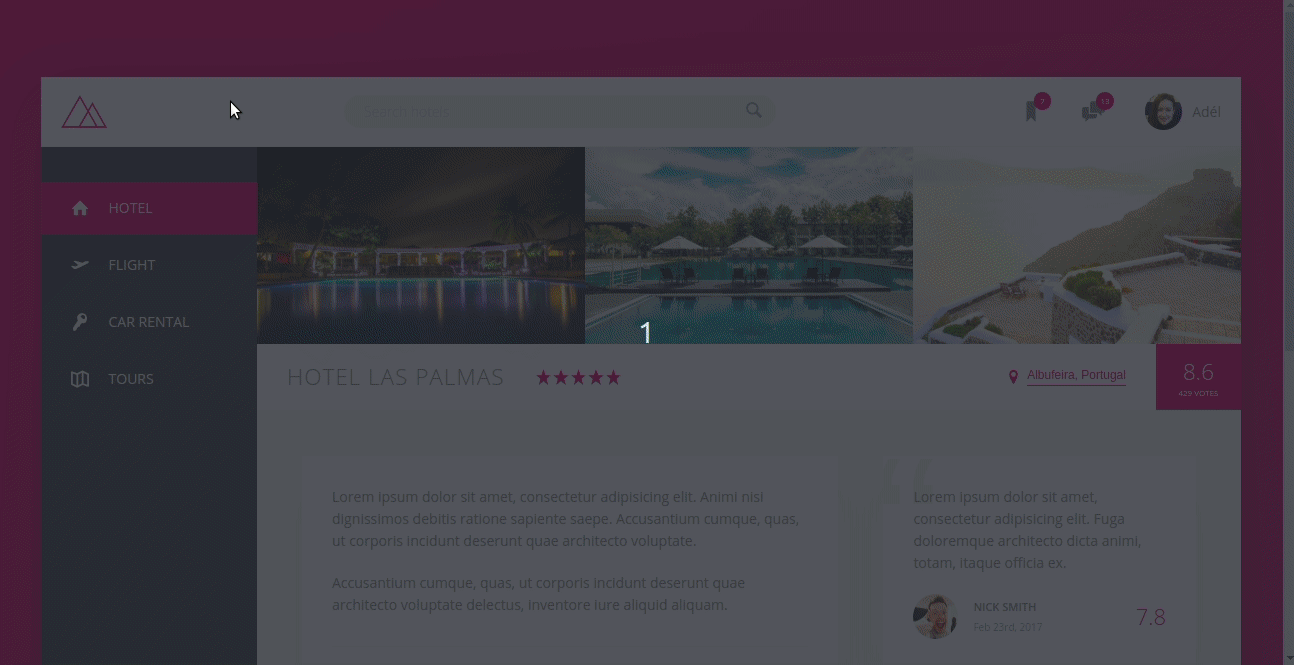 Search hotels
7
13
Adél
HOTEL
FLIGHT
CAR RENTAL
TOURS
1
HOTEL LAS PALMAS
Albufeira, Portugal
8.6
429 VOTES
Lorem ipsum dolor sit amet, consectetur adipisicing elit. Animi nisi
dignissimos debitis ratione sapiente saepe. Accusantium cumque, quas,
ut corporis incidunt deserunt quae architecto voluptate.
Accusantium cumque, quas, ut corporis incidunt deserunt quae
architecto voluptate delectus, inventore iure aliquid aliquam.
“
Lorem ipsum dolor sit amet,
consectetur adipisicing elit. Fuga
doloremque architecto dicta animi,
totam, itaque officia ex.
NICK SMITH
Feb 23rd, 2017
7.8